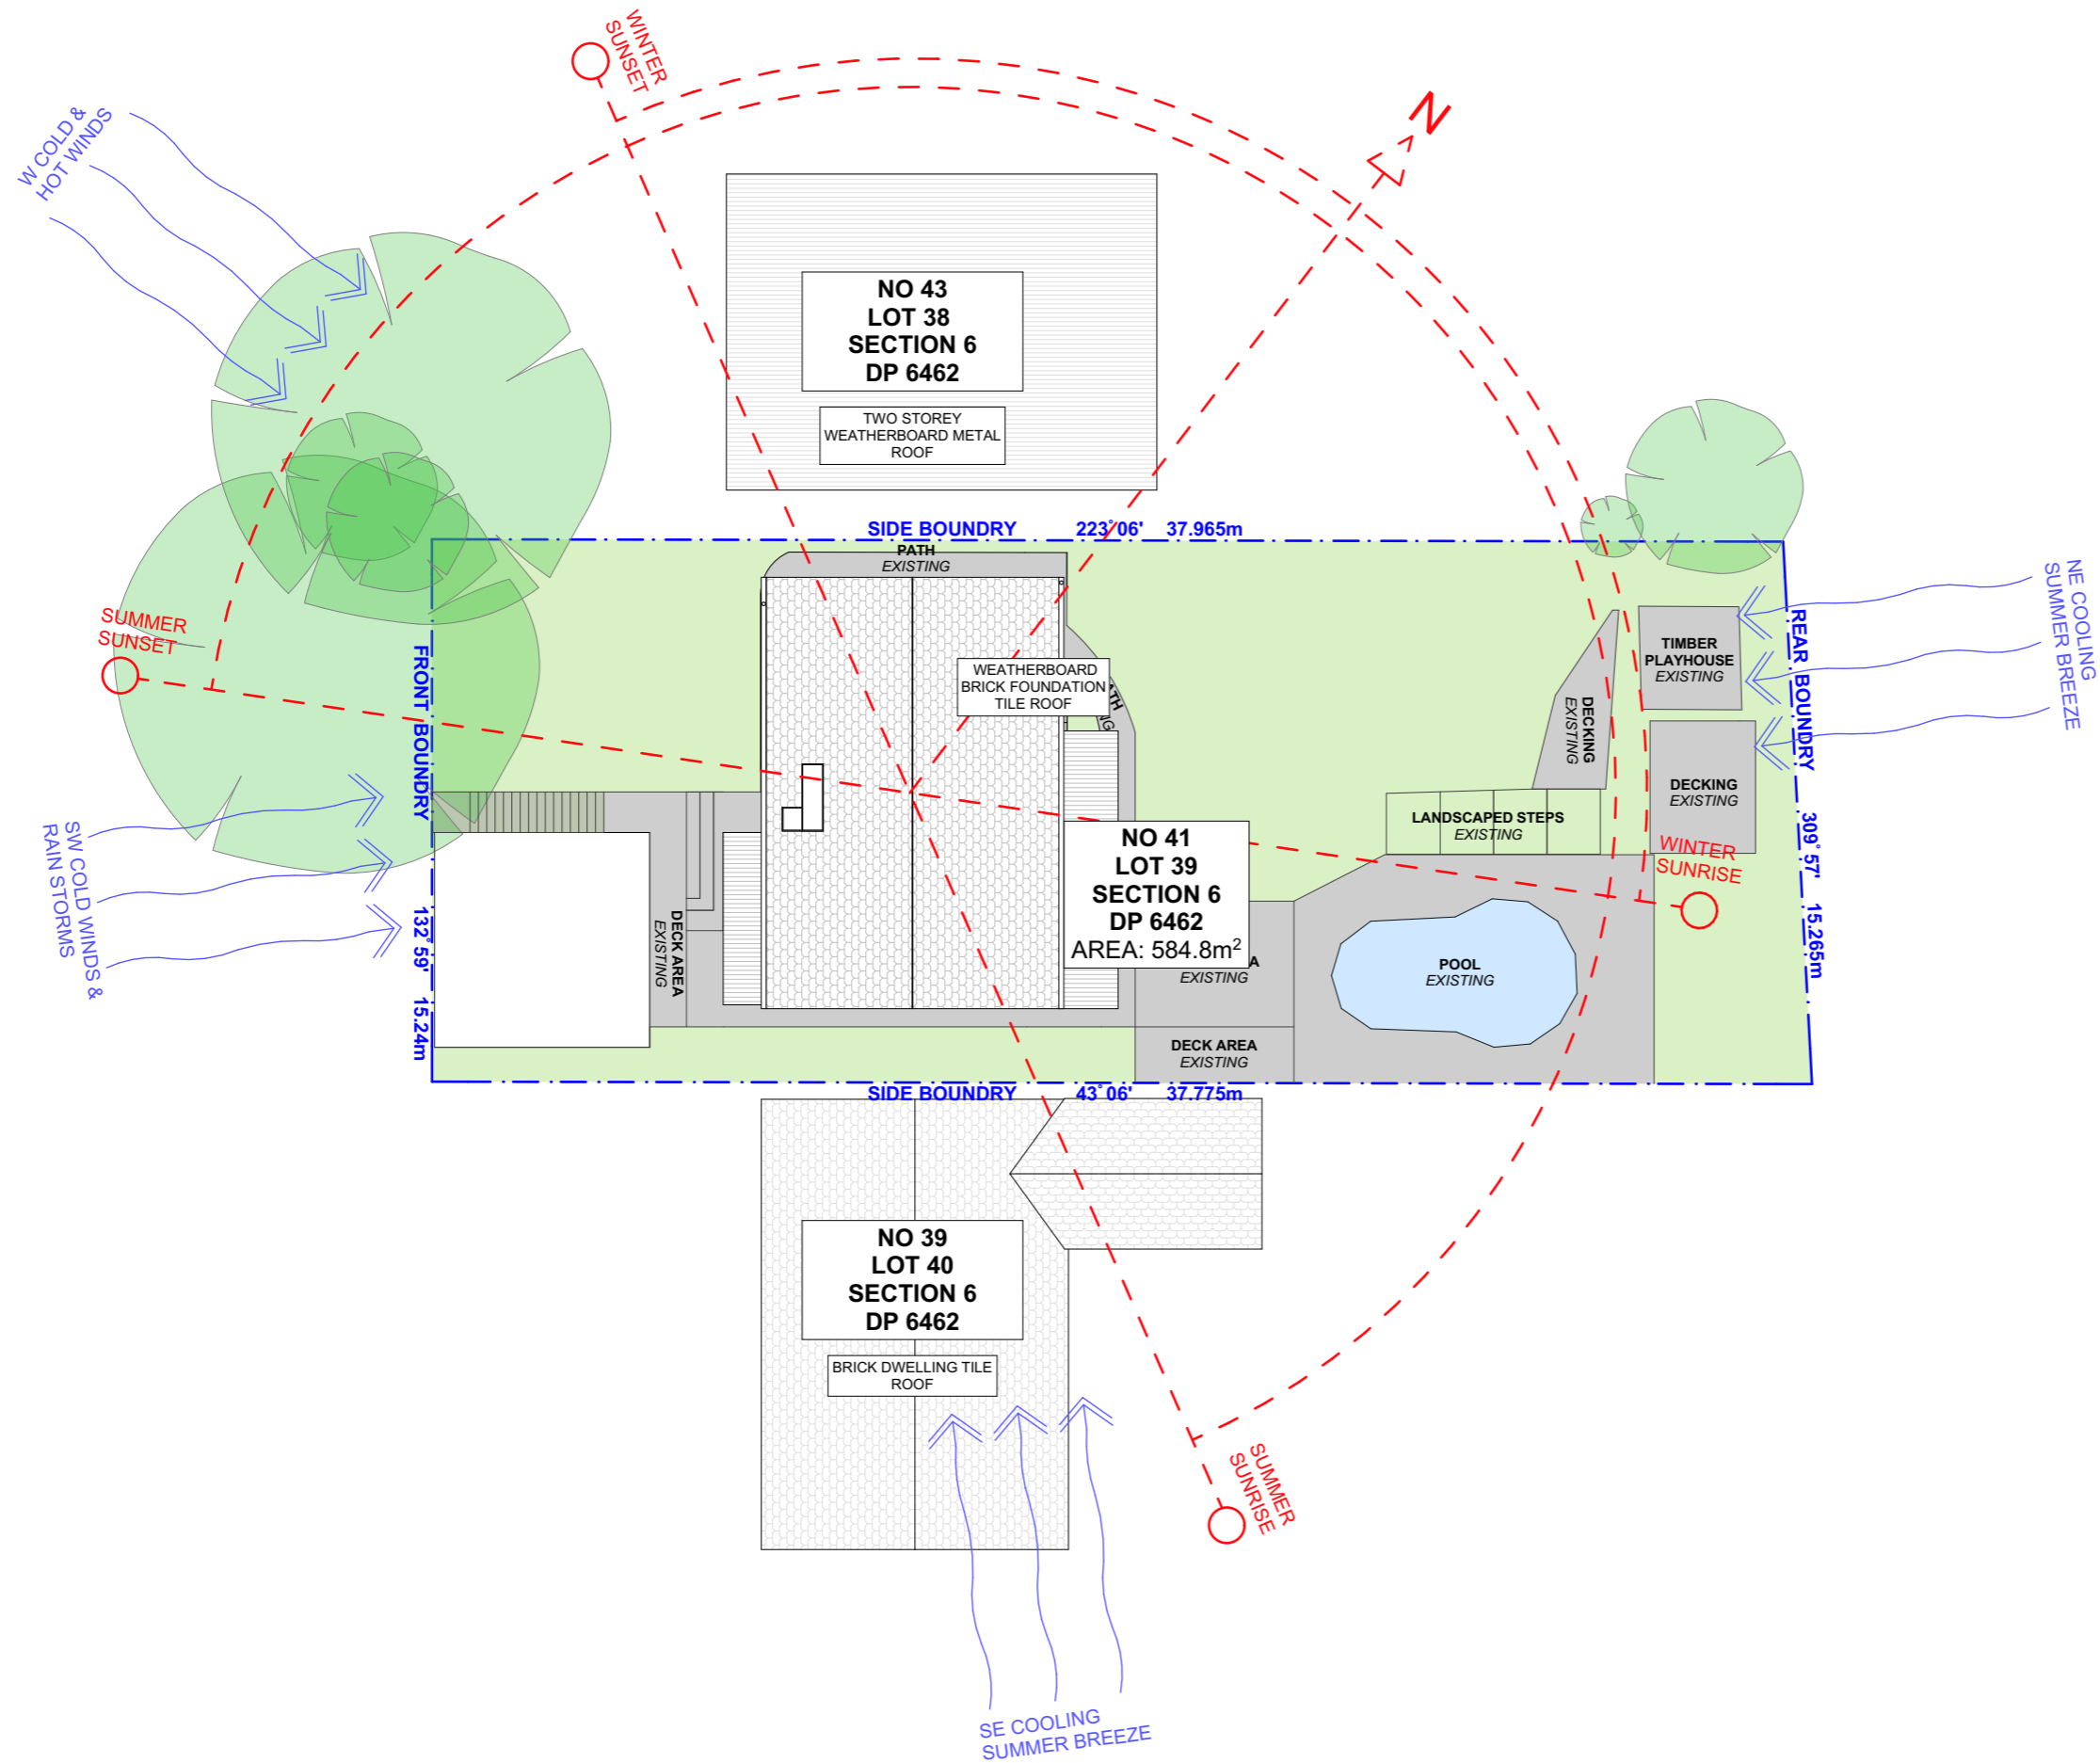 WINTER
SUNSET
N
W COLD &
HOT WINDS
NO 43
LOT 38
SECTION 6
DP 6462
TWO STOREY
WEATHERBOARD METAL
ROOF
SIDE BOUNDRY 223°06' 37.965m
PATH
EXISTING
NE COOLING
SUMMER BREEZE
SUMMER
SUNSET
FRONT BOUNDRY 132°59' 15.24m
WEATHERBOARD
BRICK FOUNDATION
TILE ROOF
TIMBER
PLAYHOUSE
EXISTING
REAR BOUNDRY 309°57' 15.265m
DECKING
EXISTING
DECKING
EXISTING
LANDSCAPED STEPS
EXISTING
WINTER
SUNRISE
SW COLD WINDS &
RAIN STORMS
DECK AREA
EXISTING
NO 41
LOT 39
SECTION 6
DP 6462
AREA: 584.8m²
EXISTING
POOL
EXISTING
DECK AREA
EXISTING
SIDE BOUNDRY 43°06' 37.775m
NO 39
LOT 40
SECTION 6
DP 6462
BRICK DWELLING TILE
ROOF
SUMMER
SUNRISE
SE COOLING
SUMMER BREEZE